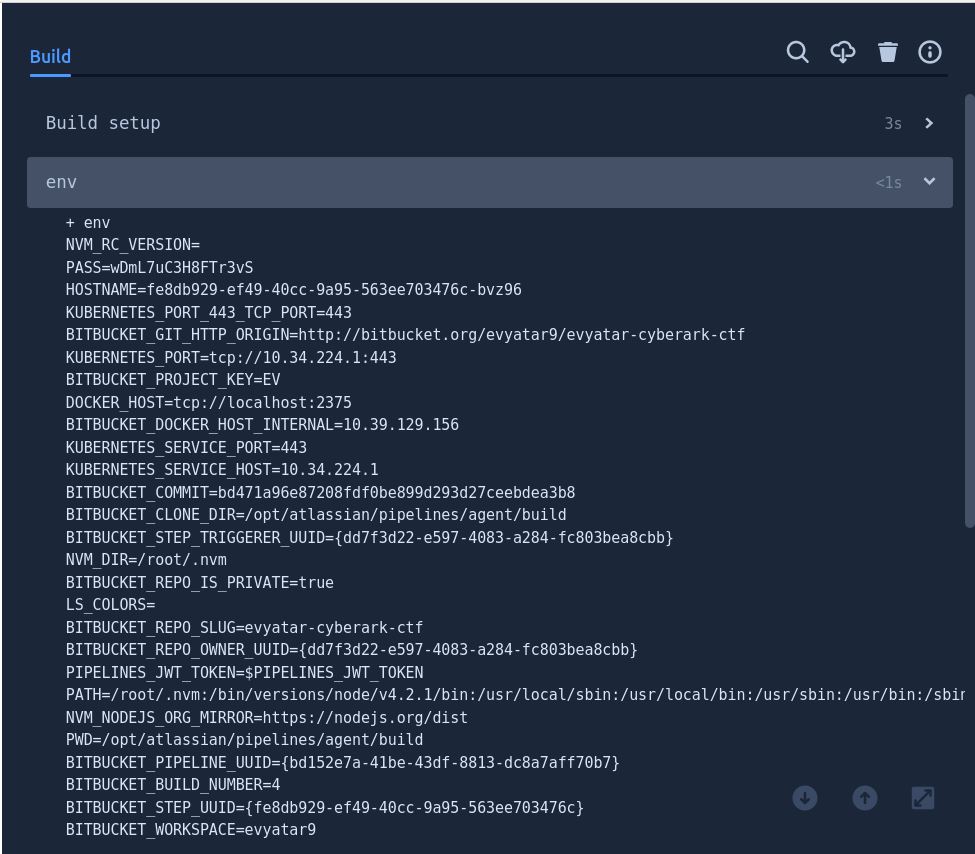 Build
Build setup 3s
env <1s
+ env
NVM_RC_VERSION=
PASS=wDmL7uC3H8FTr3vS
HOSTNAME=fe8db929-ef49-40cc-9a95-563ee703476c-bvz96
KUBERNETES_PORT_443_TCP_PORT=443
BITBUCKET_GIT_HTTP_ORIGIN=http://bitbucket.org/evyatar9/evyatar-cyberark-ctf
KUBERNETES_PORT=tcp://10.34.224.1:443
BITBUCKET_PROJECT_KEY=EV
DOCKER_HOST=tcp://localhost:2375
BITBUCKET_DOCKER_HOST_INTERNAL=10.39.129.156
KUBERNETES_SERVICE_PORT=443
KUBERNETES_SERVICE_HOST=10.34.224.1
BITBUCKET_COMMIT=bd471a96e87208fdf0be899d293d27ceebdea3b8
BITBUCKET_CLONE_DIR=/opt/atlassian/pipelines/agent/build
BITBUCKET_STEP_TRIGGERER_UUID={dd7f3d22-e597-4083-a284-fc803bea8cbb}
NVM_DIR=/root/.nvm
BITBUCKET_REPO_IS_PRIVATE=true
LS_COLORS=
BITBUCKET_REPO_SLUG=evyatar-cyberark-ctf
BITBUCKET_REPO_OWNER_UUID={dd7f3d22-e597-4083-a284-fc803bea8cbb}
PIPELINES_JWT_TOKEN=$PIPELINES_JWT_TOKEN
PATH=/root/.nvm:/bin/versions/node/v4.2.1/bin:/usr/local/sbin:/usr/local/bin:/usr/sbin:/usr/bin:/sbin
NVM_NODEJS_ORG_MIRROR=https://nodejs.org/dist
PWD=/opt/atlassian/pipelines/agent/build
BITBUCKET_PIPELINE_UUID={bd152e7a-41be-43df-8813-dc8a7aff70b7}
BITBUCKET_BUILD_NUMBER=4
BITBUCKET_STEP_UUID={fe8db929-ef49-40cc-9a95-563ee703476c}
BITBUCKET_WORKSPACE=evyatar9